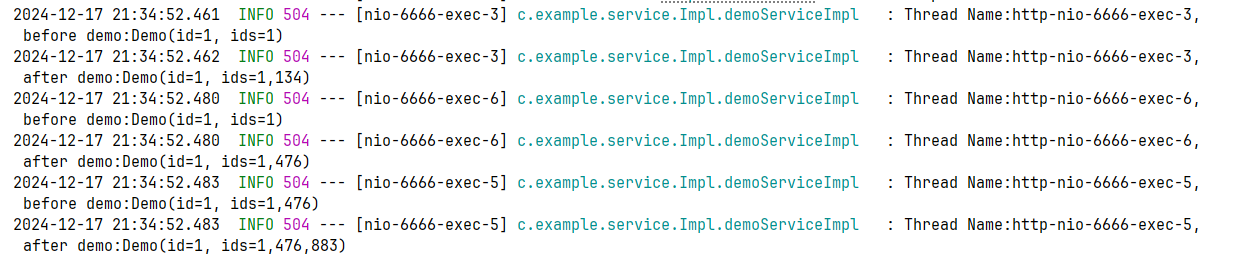 2024-12-17 21:34:52.461  INFO 504 --- [nio-6666-exec-3] c.example.service.Impl.demoServiceImpl   : Thread Name:http-nio-6666-exec-3,
before demo:Demo(id=1, ids=1)
2024-12-17 21:34:52.462  INFO 504 --- [nio-6666-exec-3] c.example.service.Impl.demoServiceImpl   : Thread Name:http-nio-6666-exec-3,
after demo:Demo(id=1, ids=1,134)
2024-12-17 21:34:52.480  INFO 504 --- [nio-6666-exec-6] c.example.service.Impl.demoServiceImpl   : Thread Name:http-nio-6666-exec-6,
before demo:Demo(id=1, ids=1)
2024-12-17 21:34:52.480  INFO 504 --- [nio-6666-exec-6] c.example.service.Impl.demoServiceImpl   : Thread Name:http-nio-6666-exec-6,
after demo:Demo(id=1, ids=1,476)
2024-12-17 21:34:52.483  INFO 504 --- [nio-6666-exec-5] c.example.service.Impl.demoServiceImpl   : Thread Name:http-nio-6666-exec-5,
before demo:Demo(id=1, ids=1,476)
2024-12-17 21:34:52.483  INFO 504 --- [nio-6666-exec-5] c.example.service.Impl.demoServiceImpl   : Thread Name:http-nio-6666-exec-5,
after demo:Demo(id=1, ids=1,476,883)